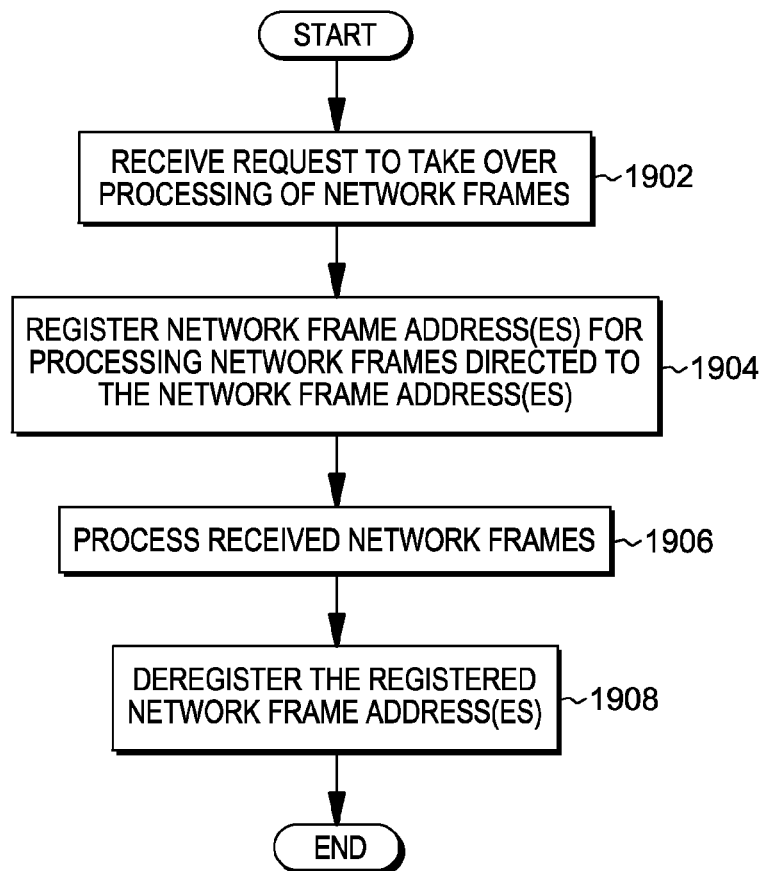 START
RECEIVE REQUEST TO TAKE OVER
PROCESSING OF NETWORK FRAMES
1902
REGISTER NETWORK FRAME ADDRESS(ES) FOR
PROCESSING NETWORK FRAMES DIRECTED TO
THE NETWORK FRAME ADDRESS(ES)
1904
PROCESS RECEIVED NETWORK FRAMES
1906
DEREGISTER THE REGISTERED
NETWORK FRAME ADDRESS(ES)
1908
END